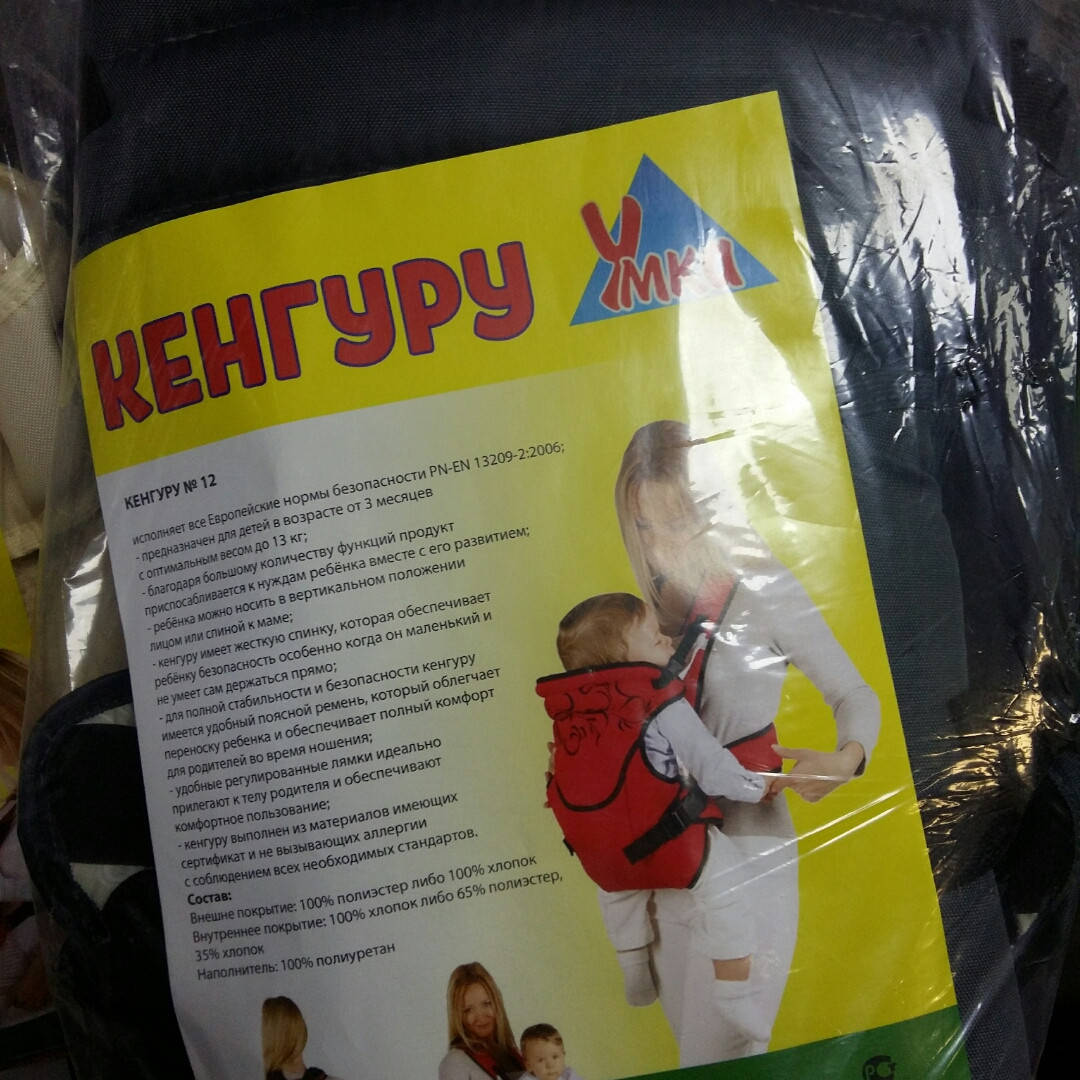 КЕНГУРУ
Умка
КЕНГУРУ № 12
исполняет все Европейские нормы безопасности PN-EN 13209-2:2006;
- предназначен для детей в возрасте от 3 месяцев
с оптимальным весом до 13 кг;
- благодаря большому количеству функций продукт
приспосабливается к нуждам ребёнка вместе с его развитием;
- ребёнка можно носить в вертикальном положении
лицом или спиной к маме;
- кенгуру имеет жесткую спинку, которая обеспечивает
ребёнку безопасность особенно когда он маленький и
не умеет сам держаться прямо;
- для полной стабильности и безопасности кенгуру
имеется удобный поясной ремень, который облегчает
переноску ребенка и обеспечивает полный комфорт
для родителей во время ношения;
- удобные регулированные лямки идеально
прилегают к телу родителя и обеспечивают
комфортное пользование;
- кенгуру выполнен из материалов имеющих
сертификат и не вызывающих аллергии
с соблюдением всех необходимых стандартов.
Состав:
Внешне покрытие: 100% полиэстер либо 100% хлопок
Внутреннее покрытие: 100% хлопок либо 65% полиэстер,
35% хлопок
Наполнитель: 100% полиуретан